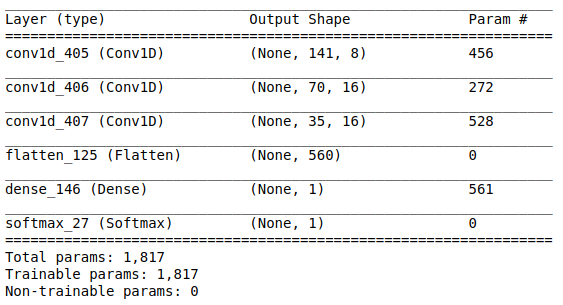 Layer (type) Output Shape Param #
conv1d_405 (Conv1D) (None, 141, 8) 456
conv1d_406 (Conv1D) (None, 70, 16) 272
conv1d_407 (Conv1D) (None, 35, 16) 528
flatten_125 (Flatten) (None, 560) 0
dense_146 (Dense) (None, 1) 561
softmax_27 (Softmax) (None, 1) 0
Total params: 1,817
Trainable params: 1,817
Non-trainable params: 0